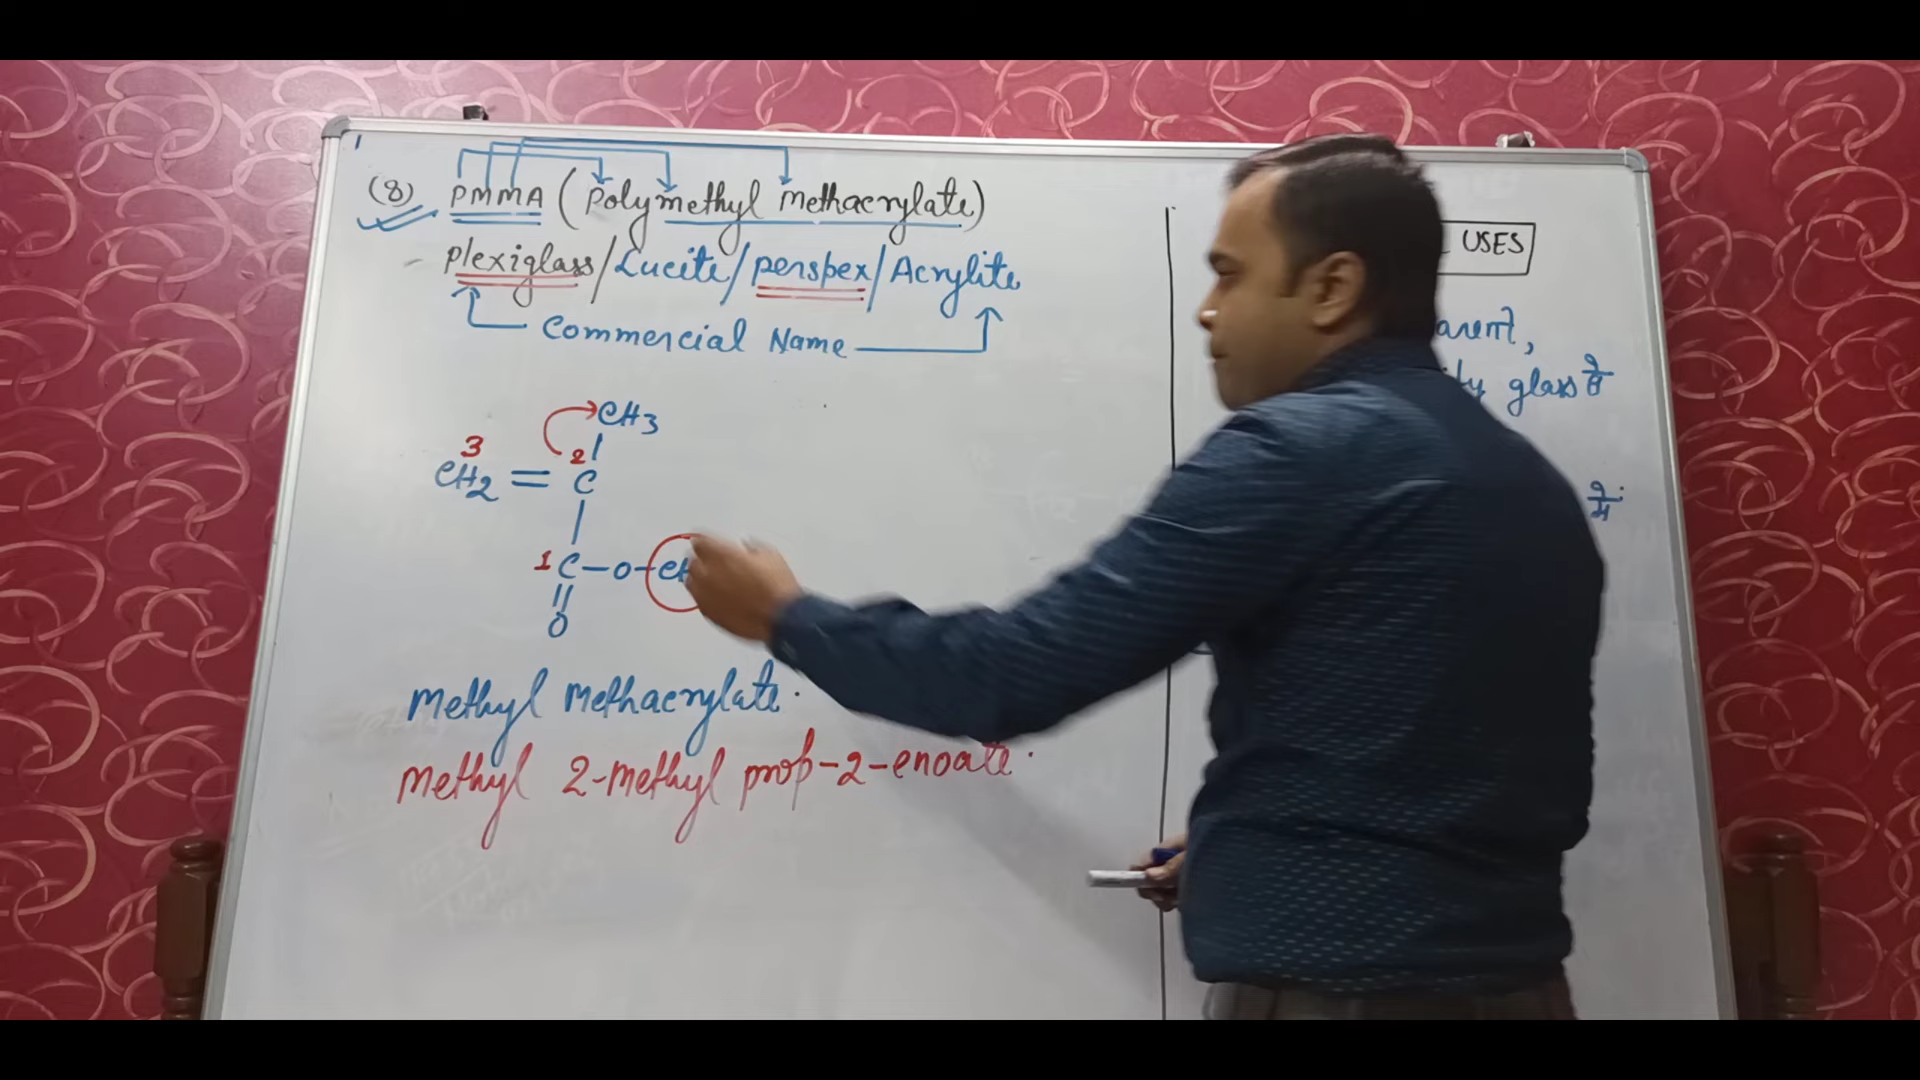 (8) PMMA (polymethyl methacrylate)
plexiglass/Lucite/perspex/Acrylite
Commercial Name
CH3
3 2
CH2 = C
1 C-O-
O
Methyl Methacrylate.
Methyl 2-Methyl prop-2-enoate.
USES
glass